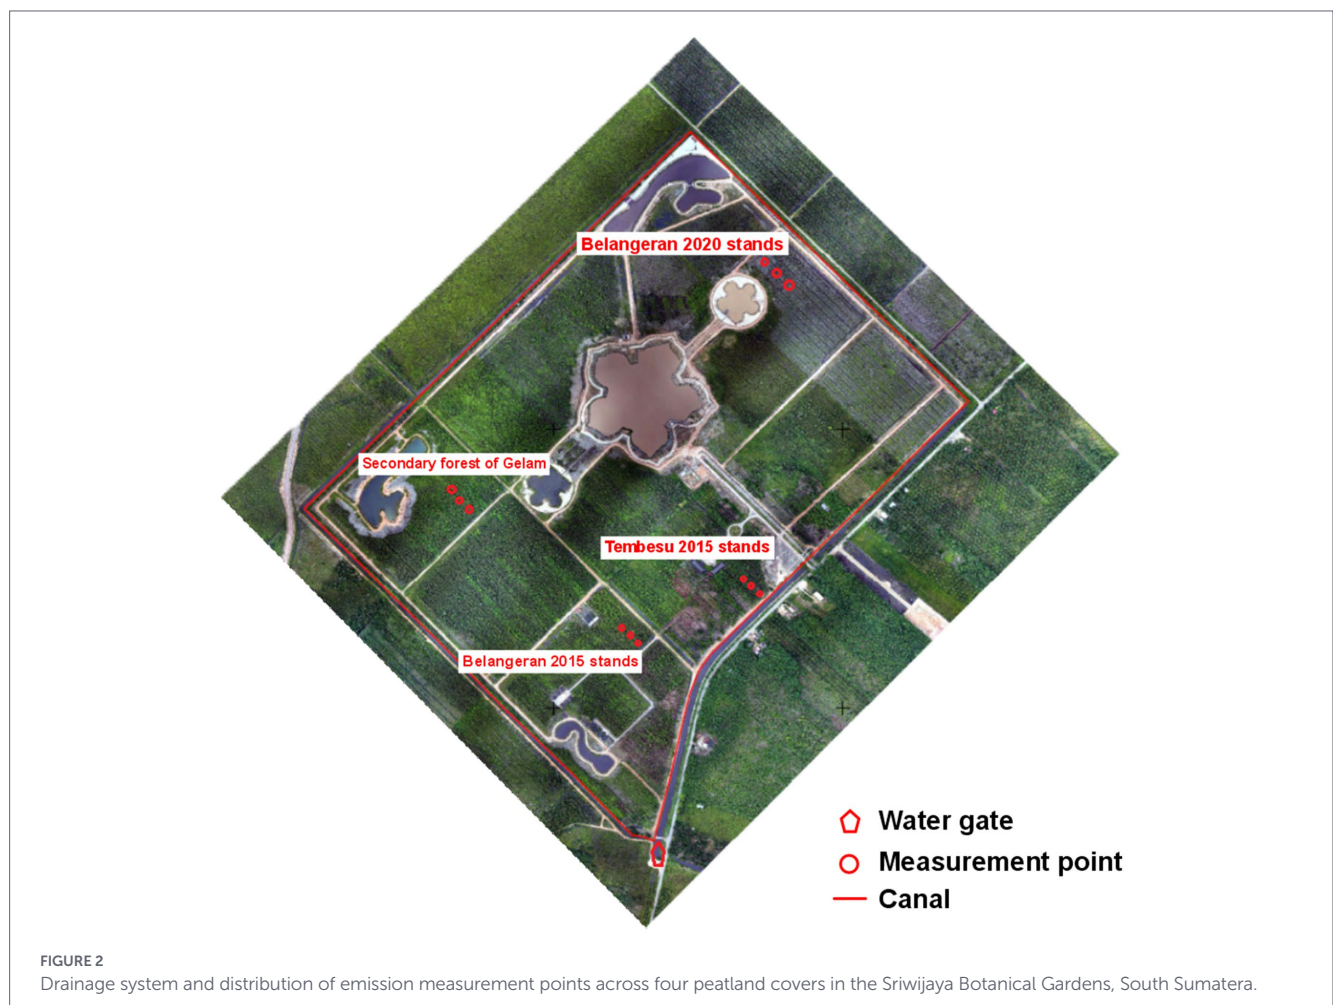 Belangeran 2020 stands
Secondary forest of Gelam
Tembesu 2015 stands
Belangeran 2015 stands
Water gate
Measurement point
Canal
FIGURE 2
Drainage system and distribution of emission measurement points across four peatland covers in the Sriwijaya Botanical Gardens, South Sumatera.